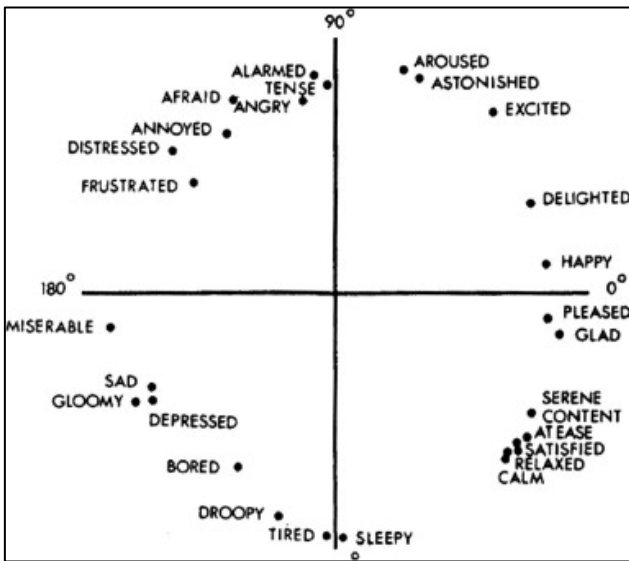 90°
ALARMED
AROUSED
TENSE
ASTONISHED
AFRAID
ANGRY
EXCITED
ANNOYED
DISTRESSED
FRUSTRATED
DELIGHTED
HAPPY
180°
0°
PLEASED
MISERABLE
GLAD
SAD
SERENE
GLOOMY
CONTENT
DEPRESSED
AT EASE
SATISFIED
BORED
RELAXED
CALM
DROOPY
TIRED
SLEEPY
°